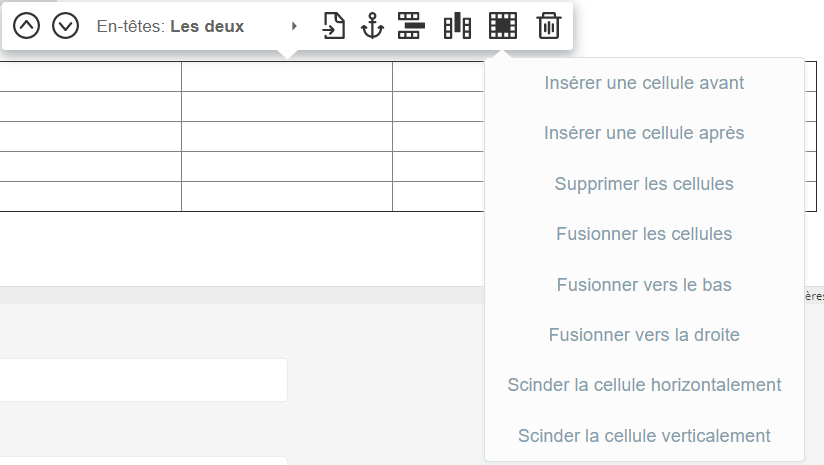 En-têtes: Les deux
Insérer une cellule avant
Insérer une cellule après
Supprimer les cellules
Fusionner les cellules
Fusionner vers le bas
Fusionner vers la droite
Scinder la cellule horizontalement
Scinder la cellule verticalement